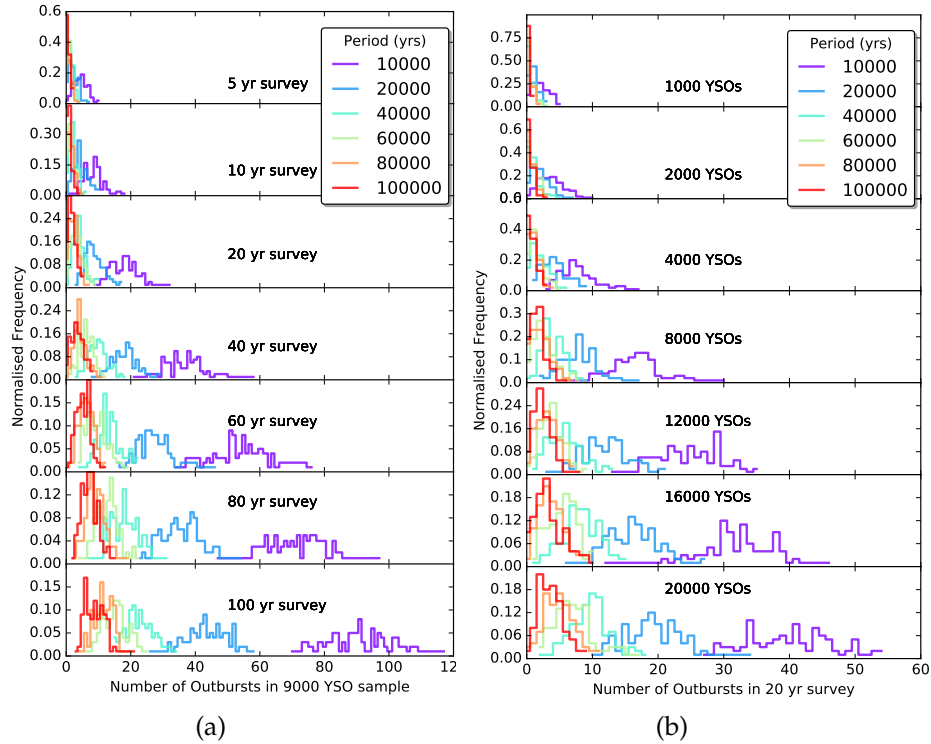 Normalised Frequency
0.6
0.4
0.2
0.0
5 yr survey
0.30
0.15
0.00
10 yr survey
0.24
0.16
0.08
0.00
20 yr survey
0.24
0.16
0.08
0.00
40 yr survey
0.15
0.10
0.05
0.00
60 yr survey
0.12
0.08
0.04
0.00
80 yr survey
0.15
0.10
0.05
0.00
100 yr survey
0 20 40 60 80 100 120
Number of Outbursts in 9000 YSO sample
Period (yrs)
10000
20000
40000
60000
80000
100000
(a)
Normalised Frequency
0.75
0.50
0.25
0.00
1000 YSOs
0.6
0.4
0.2
0.0
2000 YSOs
0.4
0.2
0.0
4000 YSOs
0.3
0.2
0.1
0.0
8000 YSOs
0.24
0.16
0.08
0.00
12000 YSOs
0.18
0.12
0.06
0.00
16000 YSOs
0.18
0.12
0.06
0.00
20000 YSOs
0 10 20 30 40 50 60
Number of Outbursts in 20 yr survey
Period (yrs)
10000
20000
40000
60000
80000
100000
(b)